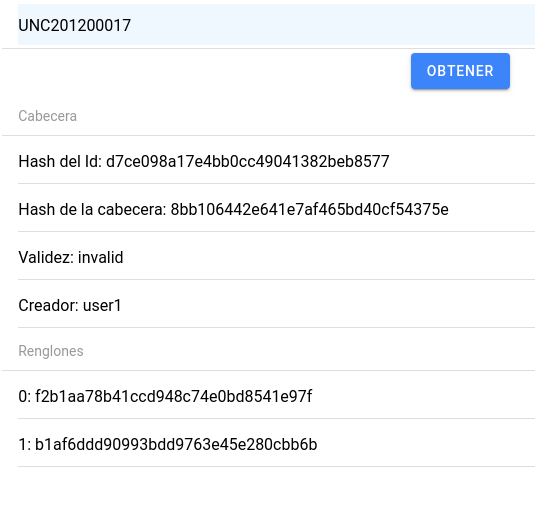 UNC201200017
OBTENER
Cabecera
Hash del Id: d7ce098a17e4bb0cc49041382beb8577
Hash de la cabecera: 8bb106442e641e7af465bd40cf54375e
Validez: invalid
Creador: user1
Renglones
0: f2b1aa78b41ccd948c74e0bd8541e97f
1: b1af6ddd90993bdd9763e45e280cbb6b